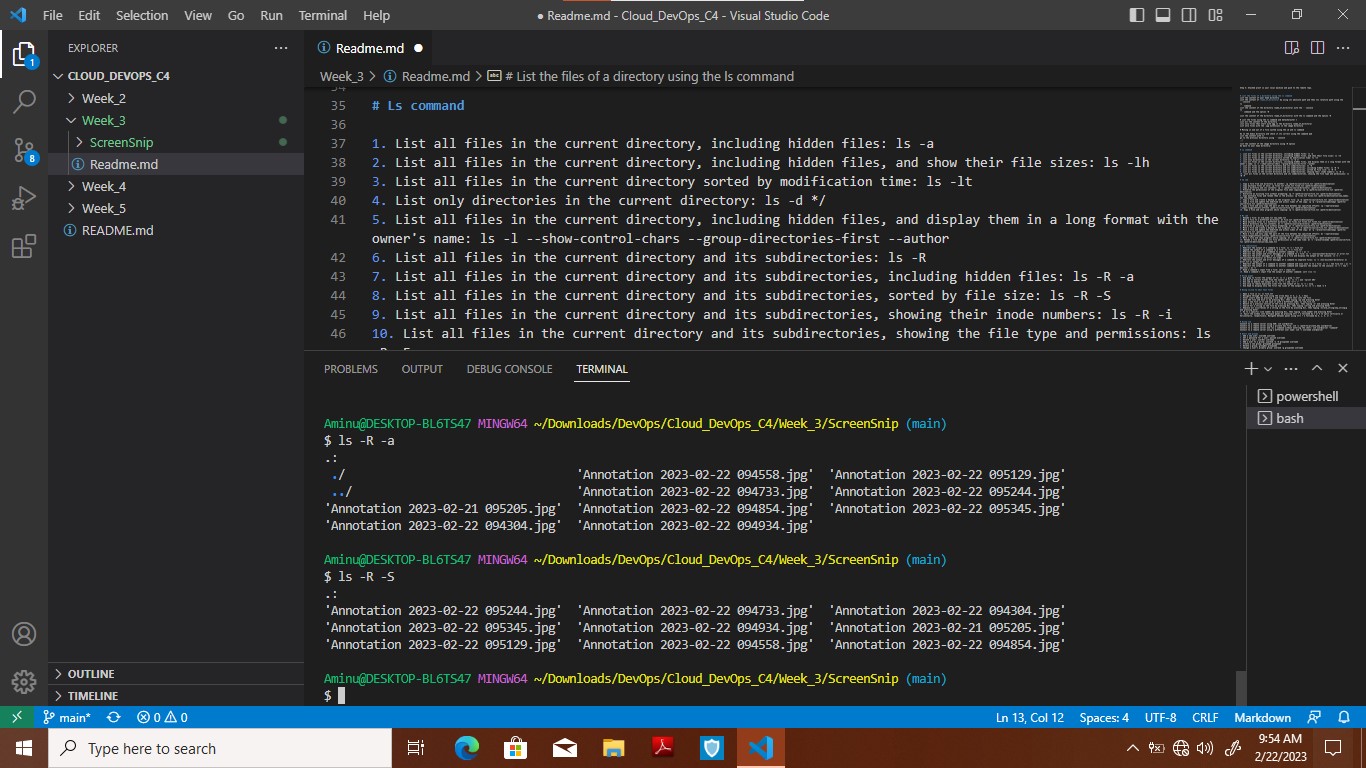 File Edit Selection View Go Run Terminal Help
● Readme.md - Cloud_DevOps_C4 - Visual Studio Code
EXPLORER
CLOUD_DEVOPS_C4
Week_2
Week_3
ScreenSnip
Readme.md
Week_4
Week_5
README.md
OUTLINE
TIMELINE
1
8
Readme.md ●
Week_3 > Readme.md > # List the files of a directory using the ls command
35 # Ls command
36
37 1. List all files in the current directory, including hidden files: ls -a
38 2. List all files in the current directory, including hidden files, and show their file sizes: ls -lh
39 3. List all files in the current directory sorted by modification time: ls -lt
40 4. List only directories in the current directory: ls -d */
41 5. List all files in the current directory, including hidden files, and display them in a long format with the
owner's name: ls -l --show-control-chars --group-directories-first --author
42 6. List all files in the current directory and its subdirectories: ls -R
43 7. List all files in the current directory and its subdirectories, including hidden files: ls -R -a
44 8. List all files in the current directory and its subdirectories, sorted by file size: ls -R -S
45 9. List all files in the current directory and its subdirectories, showing their inode numbers: ls -R -i
46 10. List all files in the current directory and its subdirectories, showing the file type and permissions: ls
PROBLEMS OUTPUT DEBUG CONSOLE TERMINAL
powershell
bash
Aminu@DESKTOP-BL6TS47 MINGW64 ~/Downloads/DevOps/Cloud_DevOps_C4/Week_3/ScreenSnip (main)
$ ls -R -a
.:
./ 'Annotation 2023-02-22 094558.jpg' 'Annotation 2023-02-22 095129.jpg'
../ 'Annotation 2023-02-22 094733.jpg' 'Annotation 2023-02-22 095244.jpg'
'Annotation 2023-02-21 095205.jpg' 'Annotation 2023-02-22 094854.jpg' 'Annotation 2023-02-22 095345.jpg'
'Annotation 2023-02-22 094304.jpg' 'Annotation 2023-02-22 094934.jpg'
Aminu@DESKTOP-BL6TS47 MINGW64 ~/Downloads/DevOps/Cloud_DevOps_C4/Week_3/ScreenSnip (main)
$ ls -R -S
.:
'Annotation 2023-02-22 095244.jpg' 'Annotation 2023-02-22 094733.jpg' 'Annotation 2023-02-22 094304.jpg'
'Annotation 2023-02-22 095345.jpg' 'Annotation 2023-02-22 094934.jpg' 'Annotation 2023-02-21 095205.jpg'
'Annotation 2023-02-22 095129.jpg' 'Annotation 2023-02-22 094558.jpg' 'Annotation 2023-02-22 094854.jpg'
Aminu@DESKTOP-BL6TS47 MINGW64 ~/Downloads/DevOps/Cloud_DevOps_C4/Week_3/ScreenSnip (main)
$
main* 0 0 Ln 13, Col 12 Spaces: 4 UTF-8 CRLF Markdown
Type here to search
9:54 AM
2/22/2023